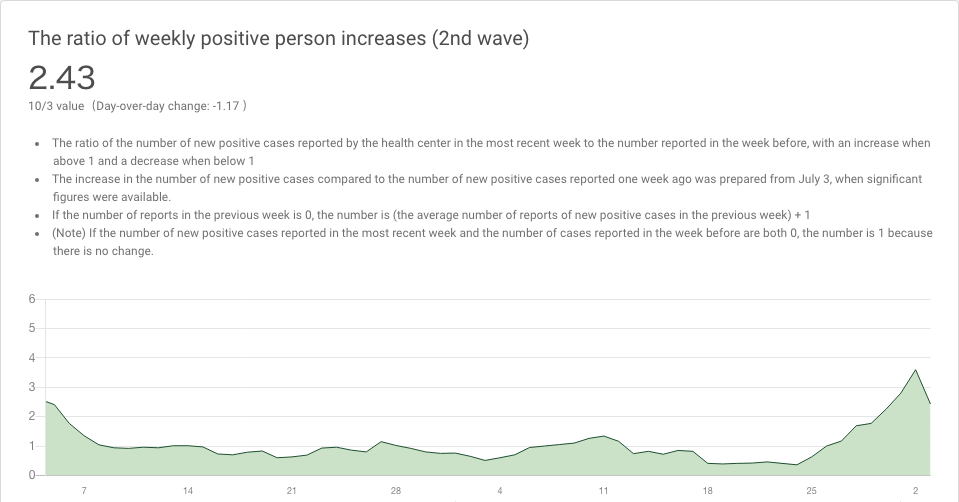 The ratio of weekly positive person increases (2nd wave)
2.43
10/3 value（Day-over-day change: -1.17 ）
• The ratio of the number of new positive cases reported by the health center in the most recent week to the number reported in the week before, with an increase when
above 1 and a decrease when below 1
• The increase in the number of new positive cases compared to the number of new positive cases reported one week ago was prepared from July 3, when significant
figures were available.
• If the number of reports in the previous week is 0, the number is (the average number of reports of new positive cases in the previous week) + 1
• (Note) If the number of new positive cases reported in the most recent week and the number of cases reported in the week before are both 0, the number is 1 because
there is no change.
6
5
4
3
2
1
0
7 14 21 28 4 11 18 25 2